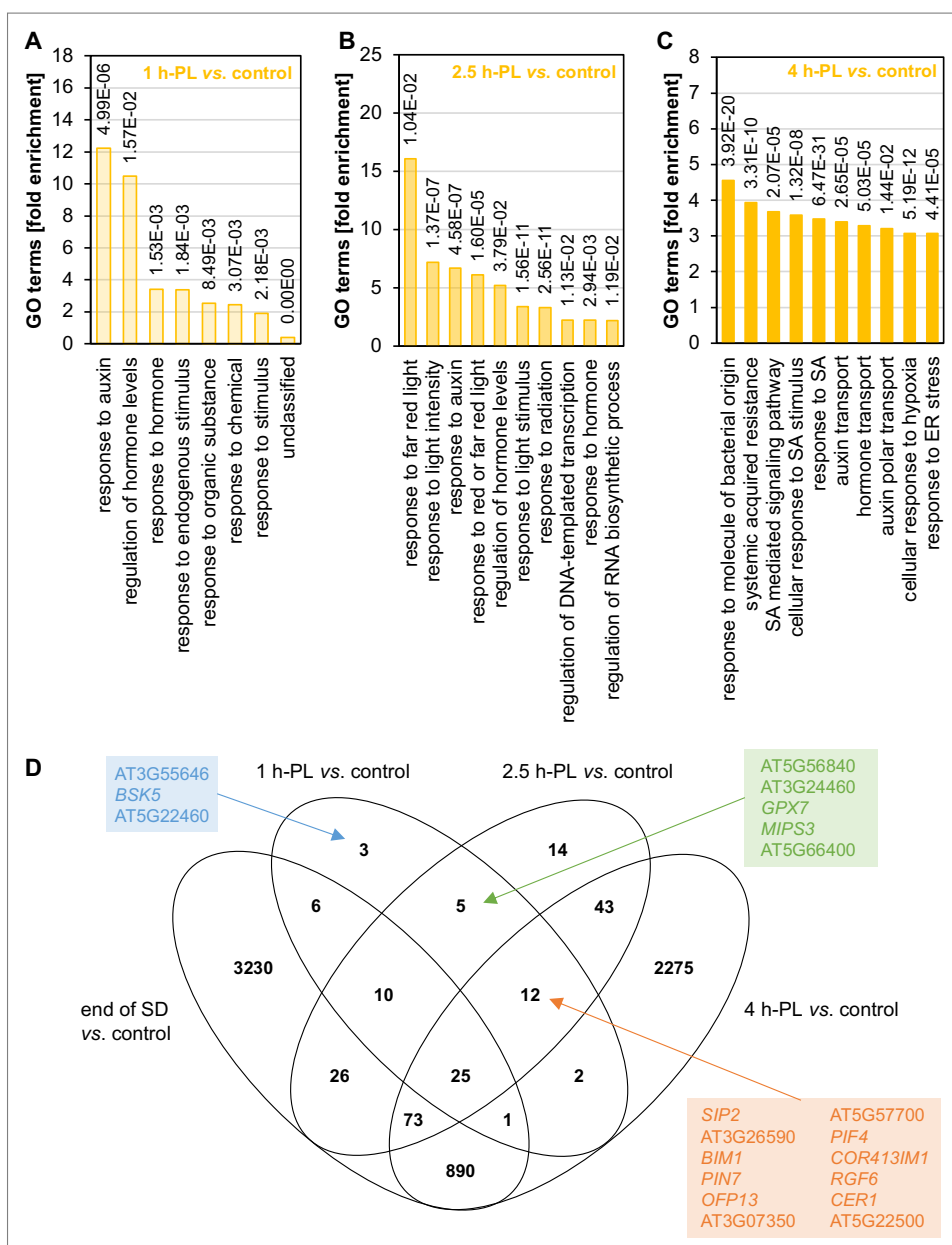 A
1 h-PL vs. control
GO terms [fold enrichment]
18
16
14
12
10
8
6
4
2
0
4.99E-06
1.57E-02
1.53E-03
1.84E-03
8.49E-03
3.07E-03
2.18E-03
0.00E00
response to auxin
regulation of hormone levels
response to hormone
response to endogenous stimulus
response to organic substance
response to chemical
response to stimulus
unclassified
B
2.5 h-PL vs. control
GO terms [fold enrichment]
25
20
15
10
5
0
1.04E-02
1.37E-07
4.58E-07
1.60E-05
3.79E-02
1.56E-11
2.56E-11
1.13E-02
2.94E-03
1.19E-02
response to far red light
response to light intensity
response to auxin
response to red or far red light
regulation of hormone levels
response to light stimulus
response to radiation
regulation of DNA-templated transcription
response to hormone
regulation of RNA biosynthetic process
C
4 h-PL vs. control
GO terms [fold enrichment]
8
7
6
5
4
3
2
1
0
3.92E-20
3.31E-10
2.07E-05
1.32E-08
6.47E-31
2.65E-05
5.03E-05
1.44E-02
5.19E-12
4.41E-05
response to molecule of bacterial origin
systemic acquired resistance
SA mediated signaling pathway
cellular response to SA stimulus
response to SA
auxin transport
hormone transport
auxin polar transport
cellular response to hypoxia
response to ER stress
D
AT3G55646
BSK5
AT5G22460
1 h-PL vs. control
2.5 h-PL vs. control
AT5G56840
AT3G24460
GPX7
MIPS3
AT5G66400
3
14
6
5
43
3230
2275
10
12
end of SD
vs. control
4 h-PL vs. control
26
25
2
73
1
890
SIP2
AT3G26590
BIM1
PIN7
OFP13
AT3G07350
AT5G57700
PIF4
COR413IM1
RGF6
CER1
AT5G22500